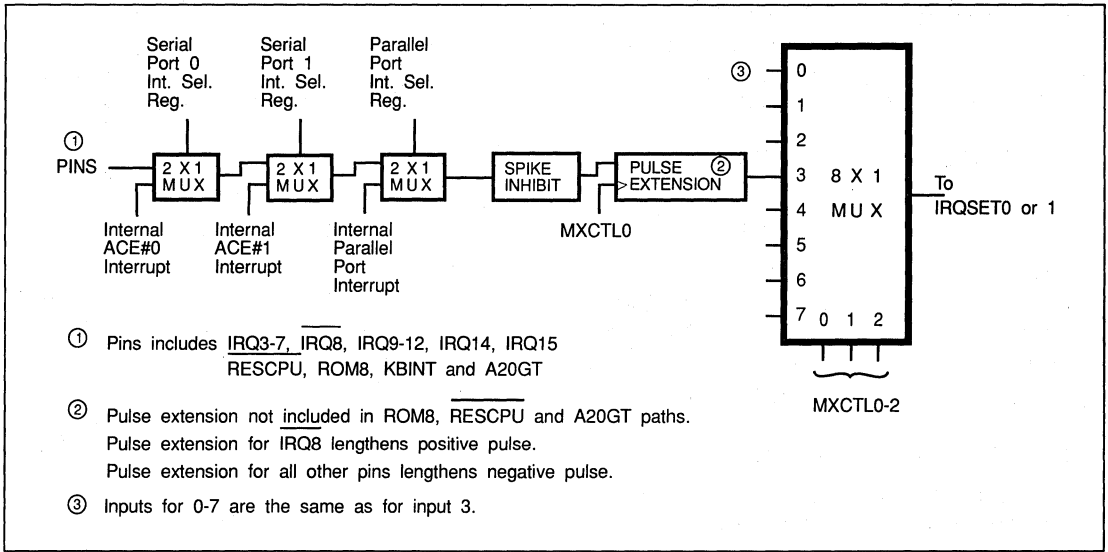 Serial
Port 0
Int. Sel.
Reg.
Serial
Port 1
Int. Sel.
Reg.
Parallel
Port
Int. Sel.
Reg.
①
PINS
2 X 1
MUX
2 X 1
MUX
2 X 1
MUX
SPIKE
INHIBIT
PULSE ②
>EXTENSION
MXCTL0
Internal
ACE#0
Interrupt
Internal
ACE#1
Interrupt
Internal
Parallel
Port
Interrupt
③
0
1
2
3
4
5
6
7
8 X 1
MUX
0 1 2
MXCTL0-2
To
IRQSET0 or 1
① Pins includes IRQ3-7, I̅R̅Q̅8̅, IRQ9-12, IRQ14, IRQ15
R̅E̅S̅C̅P̅U̅, ROM8, KBINT and A20GT
② Pulse extension not included in ROM8, R̅E̅S̅C̅P̅U̅ and A20GT paths.
Pulse extension for I̅R̅Q̅8̅ lengthens positive pulse.
Pulse extension for all other pins lengthens negative pulse.
③ Inputs for 0-7 are the same as for input 3.